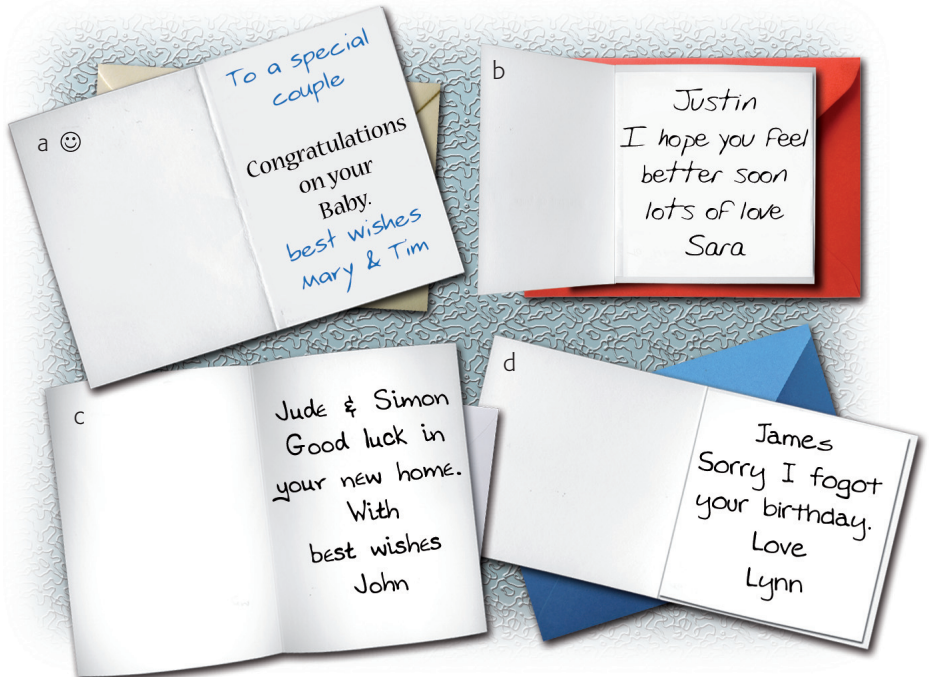 a ☺
To a special
couple
Congratulations
on your
Baby.
best wishes
Mary & Tim
b
Justin
I hope you feel
better soon
lots of love
Sara
c
Jude & Simon
Good luck in
your new home.
With
best wishes
John
d
James
Sorry I fogot
your birthday.
Love
Lynn